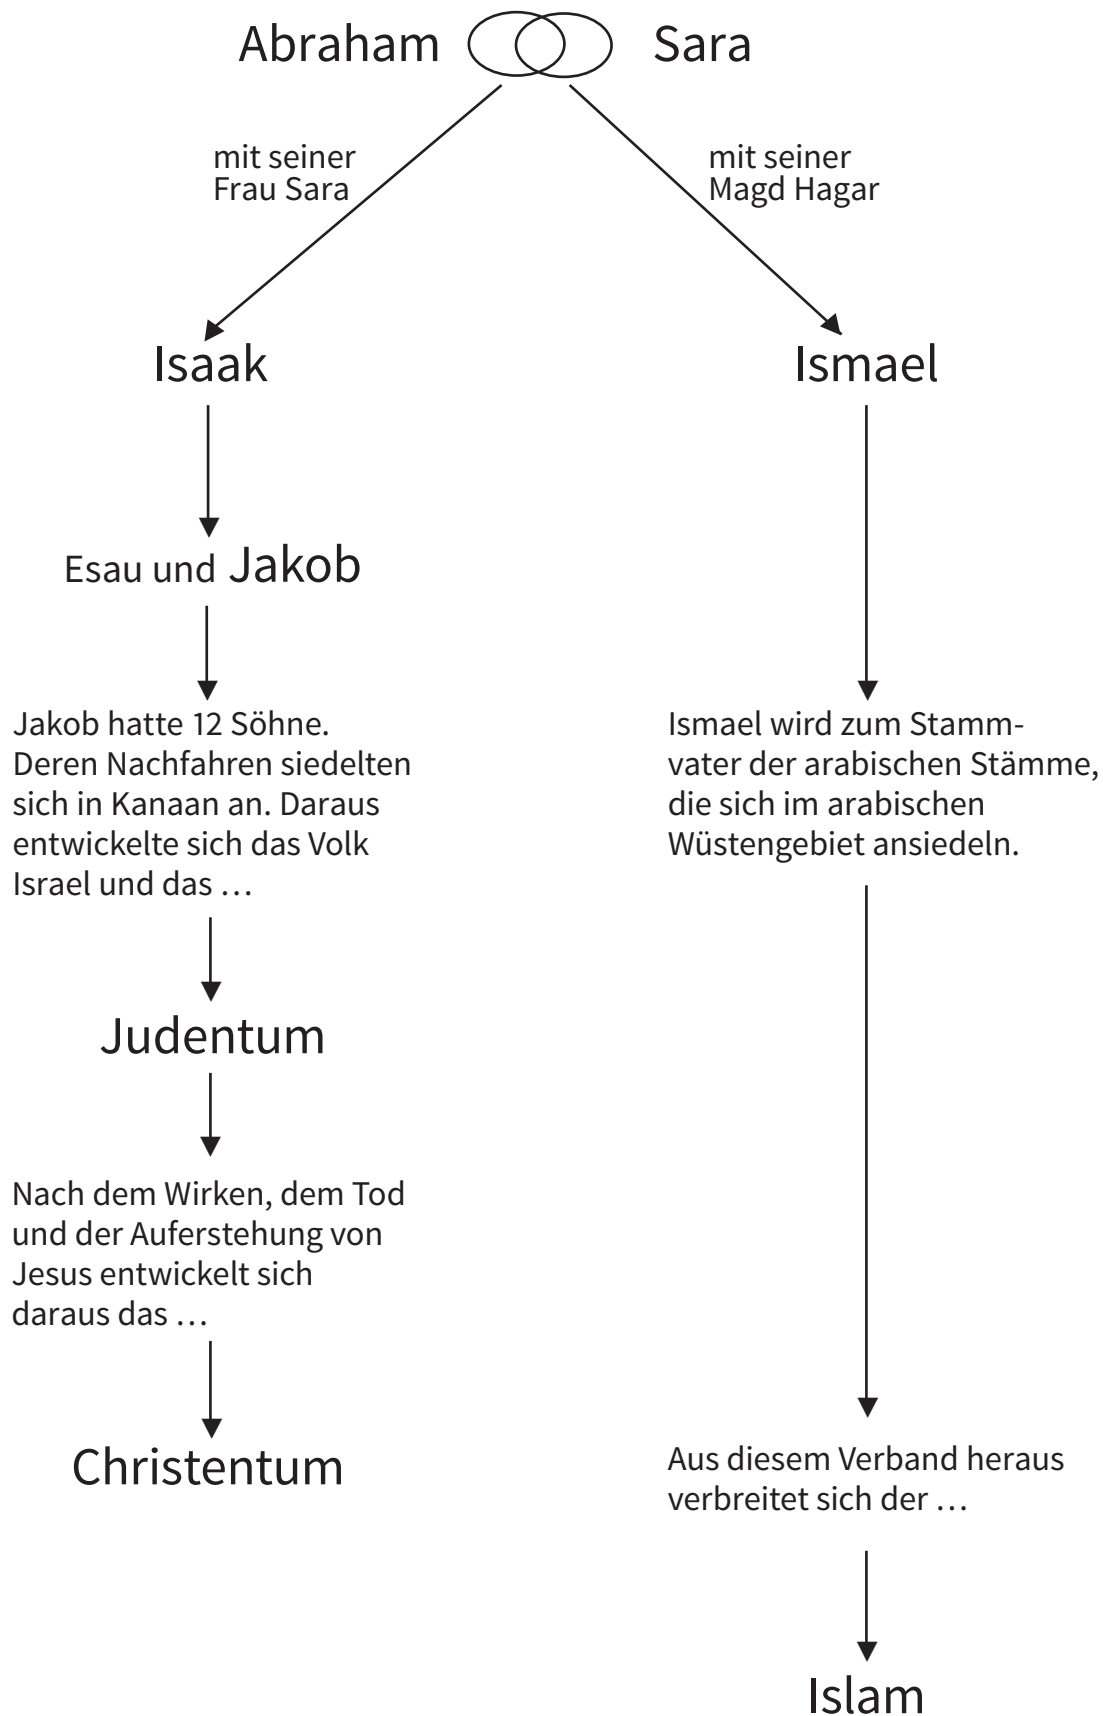 Abraham Sara
mit seiner
Frau Sara
mit seiner
Magd Hagar
Isaak
Ismael
Esau und Jakob
Jakob hatte 12 Söhne.
Deren Nachfahren siedelten
sich in Kanaan an. Daraus
entwickelte sich das Volk
Israel und das …
Ismael wird zum Stamm-
vater der arabischen Stämme,
die sich im arabischen
Wüstengebiet ansiedeln.
Judentum
Nach dem Wirken, dem Tod
und der Auferstehung von
Jesus entwickelt sich
daraus das …
Christentum
Aus diesem Verband heraus
verbreitet sich der …
Islam